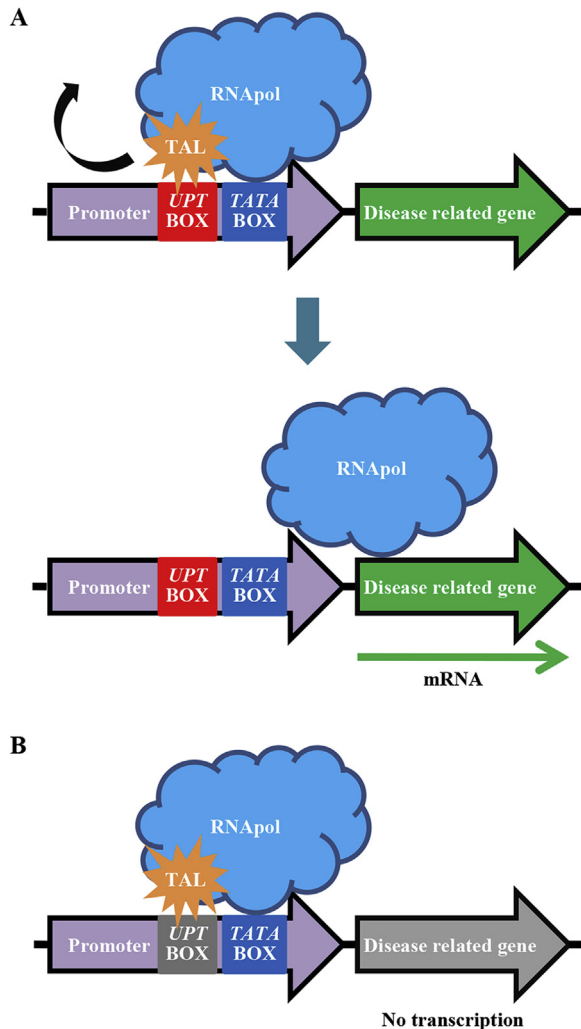 A
RNApol
TAL
Promoter
UPT
BOX
TATA
BOX
Disease related gene
RNApol
Promoter
UPT
BOX
TATA
BOX
Disease related gene
mRNA
B
RNApol
TAL
Promoter
UPT
BOX
TATA
BOX
Disease related gene
No transcription